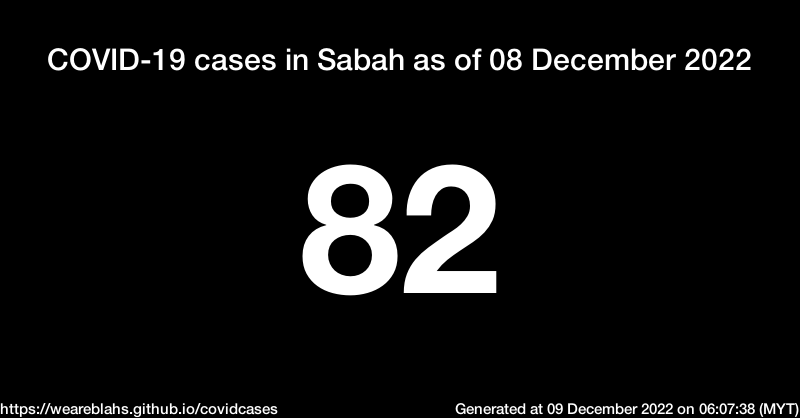 COVID-19 cases in Sabah as of 08 December 2022
82
https://weareblahs.github.io/covidcases
Generated at 09 December 2022 on 06:07:38 (MYT)